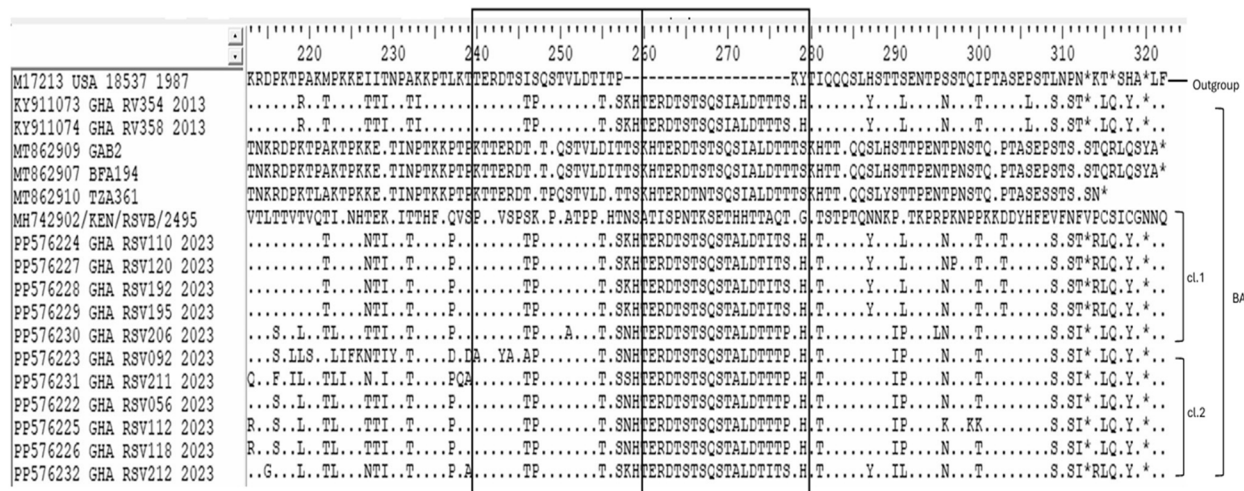 220 230 240 250 260 270 280 290 300 310 320
M17213 USA 18537 1987 KRDPKTPAKMPKKEIITNPAKKPTLKTTERDTSISQSTVLDTITP--------------------KYTIQQQSLHSTTSENTPSSTQIPTASEPSTLNPN*KT*SHA*LF Outgroup
KY911073 GHA RV354 2013 ......R..T....TTI..TI............TP.......T.SKHTERDTSTSQSIALDTTTS.H.......Y...L....N...T.....L..S.ST*.LQ.Y.*..
KY911074 GHA RV358 2013 ......R..T....TTI..TI............TP.......T.SKHTERDTSTSQSIALDTTTS.H.......Y...L....N...T.....L..S.ST*.LQ.Y.*..
MT862909 GAB2 TNKRDPKTPAKTPKKE.TINPTKKPTPKTTERDT.T.QSTVLDITTSKHTERDTSTSQSIALDTTTSKHTT.QQSLHSTTPENTPNSTQ.PTASEPSTS.STQRLQSYA*
MT862907 BFA194 TNKRDPKTPAKTPKKE.TINPTKKPTPKTTERDT.T.QSTVLDITTSKHTERDTSTSQSIALDTTTSKHTT.QQSLHSTTPENTPNSTQ.PTASEPSTS.STQRLQSYA*
MT862910 TZA361 TNKRDPKTLAKTPKKE.TINPTKKPTPKTTERDT.TPQSTVLD.TTSKHTERDTNTSQSIALDTTTSKHTT.QQSLYSTTPENTPNSTQ.PTASESSTS.SN*
MH742902/KEN/RSVB/2495 VTLTTVTVQTI.NHTEK.ITTHF.QVSP..VSPSK.P.ATPP.HTNSATISPNTKSETHHTTAQT.G.TSTPTQNNKP.TKPRPKNPPKKDDYHFEVFNFVPCSICGNNQ
PP576224 GHA RSV110 2023 .........T....NTI..T....P........TP.......T.SKHTERDTSTSQSTALDTITS.H.T.....Y...L....N...T..T.....S.ST*RLQ.Y.*..
PP576227 GHA RSV120 2023 .........T....NTI..T....P........TP.......T.SKHTERDTSTSQSTALDTITS.H.T.....Y...L....NP..T..T.....S.ST*RLQ.Y.*..
PP576228 GHA RSV192 2023 .........T....NTI..T....P........TP.......T.SKHTERDTSTSQSTALDTITS.H.T.....Y...L....N...T..T.....S.ST*RLQ.Y.*..
PP576229 GHA RSV195 2023 .........T....NTI..T....P........TP.......T.SKHTERDTSTSQSTALDTITS.H.T.....Y...L....N...T..T.....S.ST*RLQ.Y.*..
PP576230 GHA RSV206 2023 ...S..L..TL...TTI..T....P........TP...A...T.SNHTERDTSTSQSTALDTTTP.H.T........IP...NN...T........S.SI*.LQ.Y.*..
PP576223 GHA RSV092 2023 ...S.LLS..LIFKNTIY.T....D.DA..YA.AP.......T.SNHTERDTSTSQSTALDTTTP.H.T........IP....N...T........S.SI*.LQ.Y.*..
PP576231 GHA RSV211 2023 Q..F.IL..TLI..N.I..T....PQA......TP.......T.SSHTERDTSTSQSTALDTTTP.H.T........IP....N...T........S.SI*.LQ.Y.*..
PP576222 GHA RSV056 2023 ...S..L..TL...TTI..T....P........TP.......T.SNHTERDTSTSQSTALDTTTP.H.T........IP....N...T........S.SI*.LQ.Y.*..
PP576225 GHA RSV112 2023 R..S..L..TL...TTI..T....P........TP.......T.SNHTERDTSTSQSTALDTTTP.H.T........IP....K..KK........S.SI*.LQ.Y.*..
PP576226 GHA RSV118 2023 R..S..L..TL...TTI..T....P........TP.......T.SNHTERDTSTSQSTALDTTTP.H.T........IP....N...T........S.SI*.LQ.Y.*..
PP576232 GHA RSV212 2023 ..G...L..TL...NTI..T....P.A......TP.......T.SKHTERDTSTSQSTALDTITS.H.T.....Y..IL....N...T........S.SI*RLQ.Y.*..
cl.1
BA
cl.2